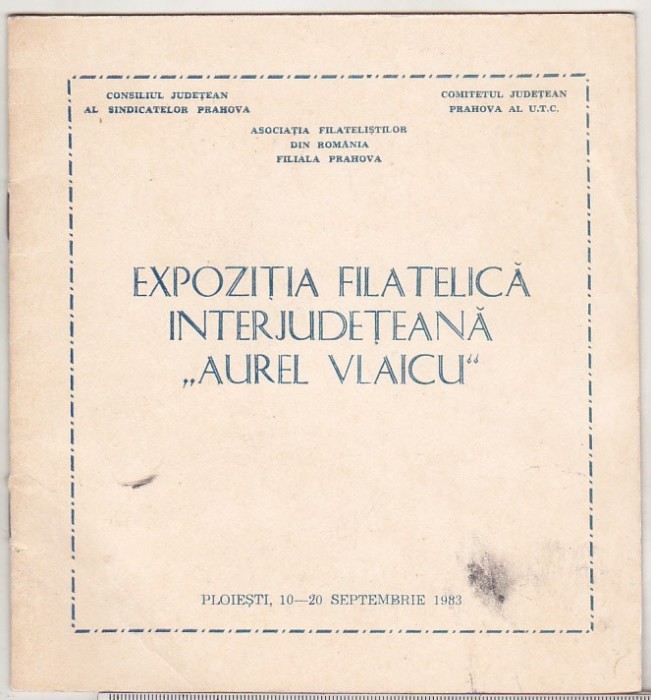 CONSILIUL JUDEȚEAN
AL SINDICATELOR PRAHOVA
COMITETUL JUDEȚEAN
PRAHOVA AL U.T.C.
ASOCIAȚIA FILATELIȘTILOR
DIN ROMÂNIA
FILIALA PRAHOVA
EXPOZIȚIA FILATELICĂ
INTERJUDEȚEANĂ
„AUREL VLAICU“
PLOIEȘTI, 10—20 SEPTEMBRIE 1983